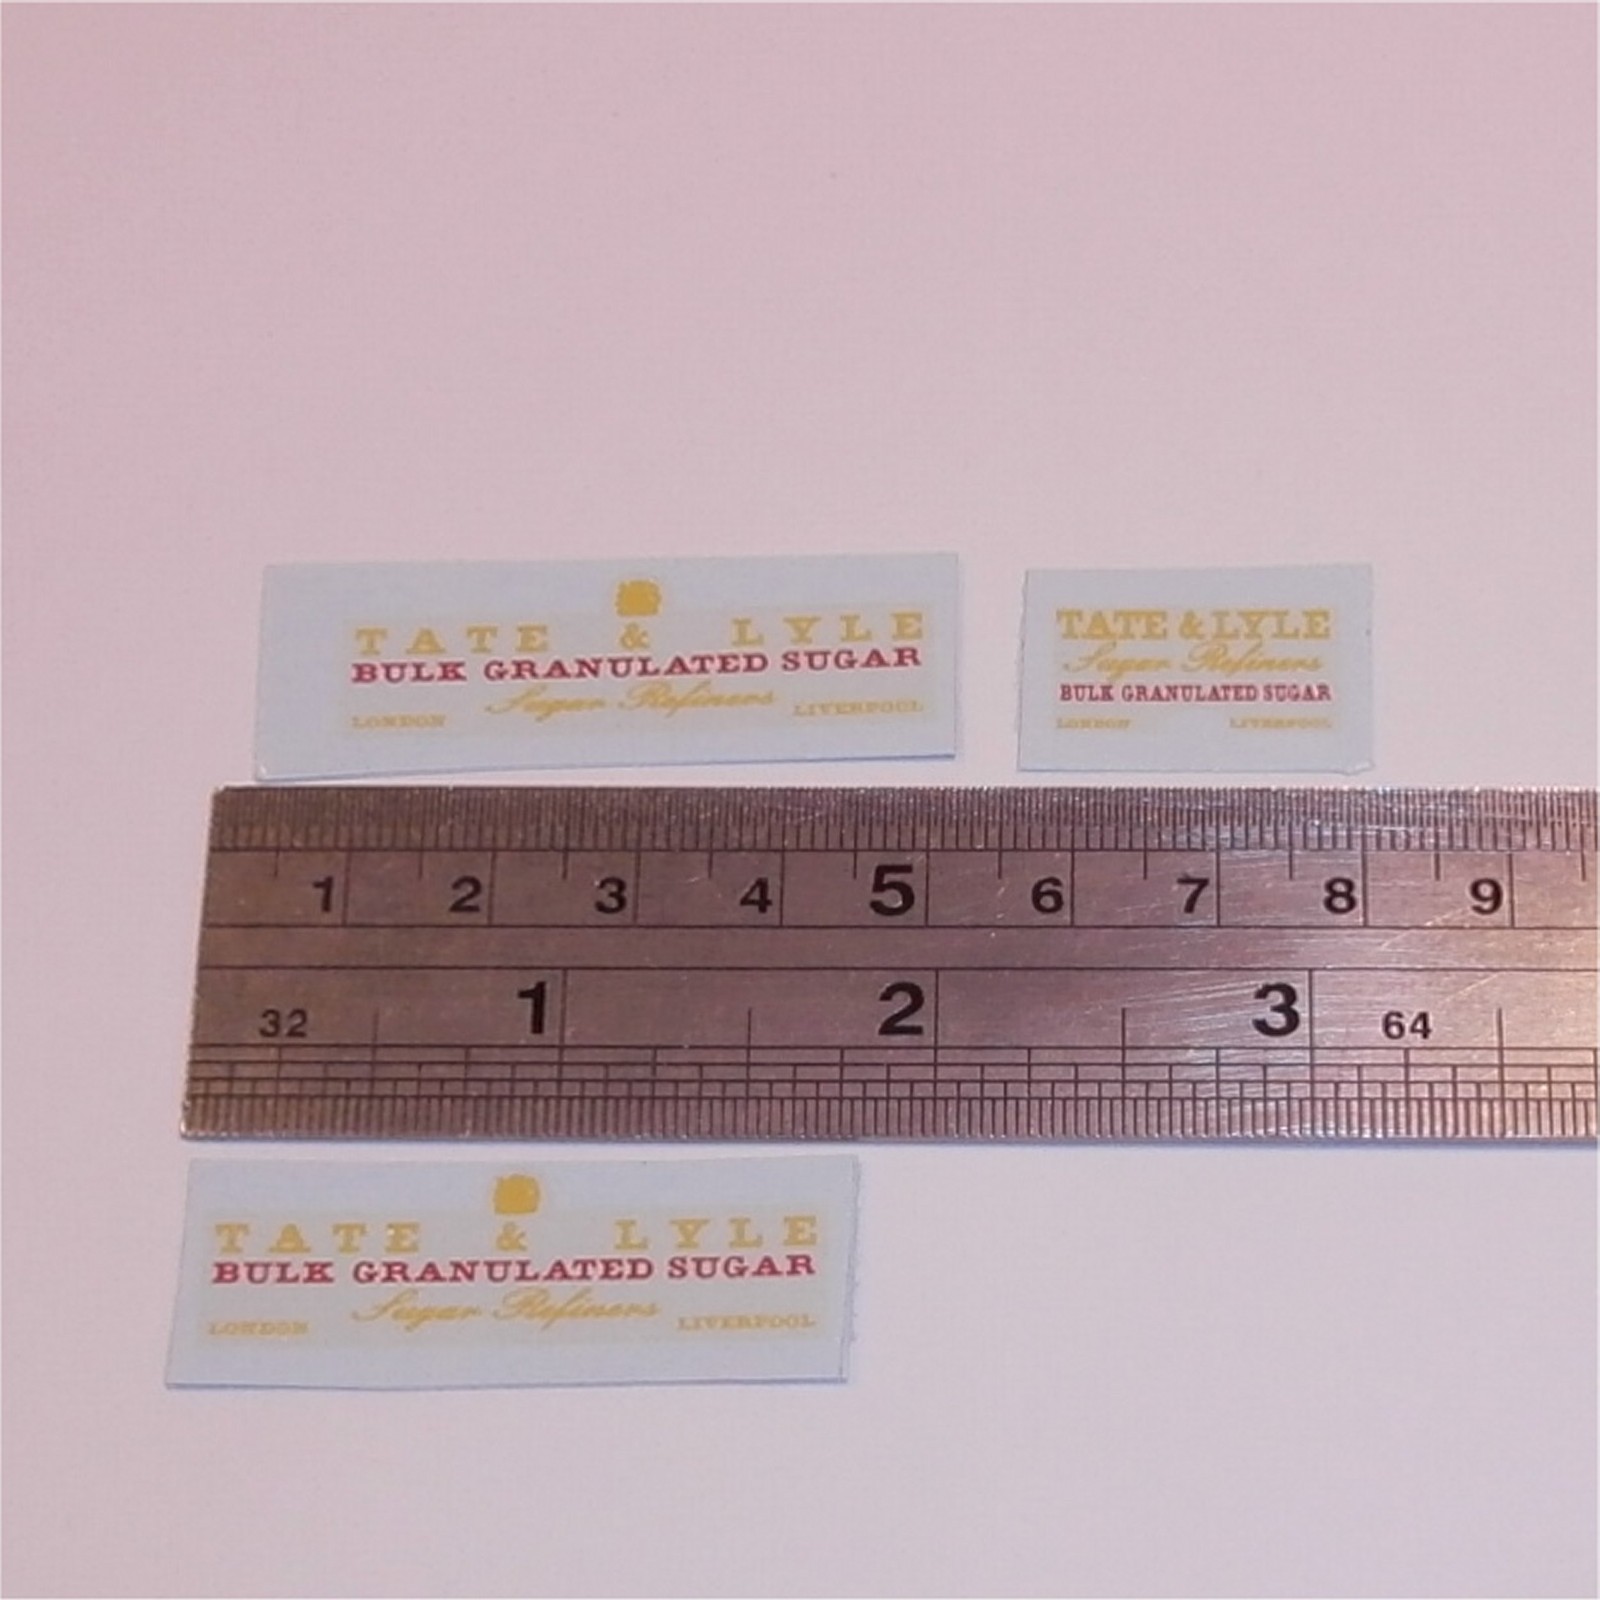 TATE & LYLE
BULK GRANULATED SUGAR
Sugar Refiners
LONDON LIVERPOOL
TATE & LYLE
Sugar Refiners
BULK GRANULATED SUGAR
LONDON LIVERPOOL
1 2 3 4 5 6 7 8 9
1 2 3
32 64
TATE & LYLE
BULK GRANULATED SUGAR
Sugar Refiners
LONDON LIVERPOOL